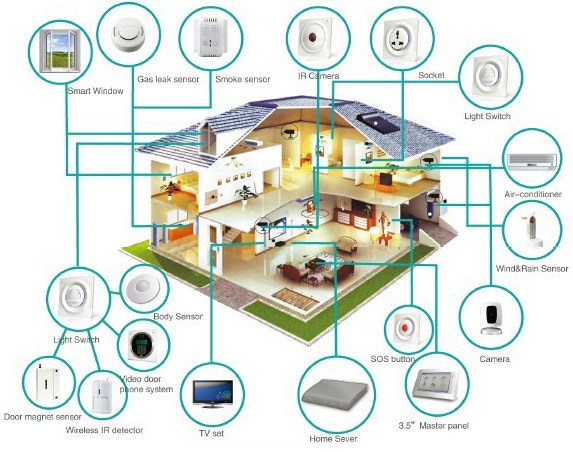 Smart Window
Gas leak sensor
Smoke sensor
IR Camera
Socket
Light Switch
Air-conditioner
Wind&Rain Sensor
Body Sensor
Light Switch
Video door
phone system
SOS button
Camera
Door magnet sensor
Wireless IR detector
TV set
Home Sever
3.5" Master panel